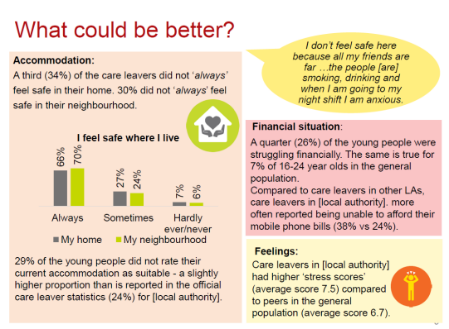 What could be better?
Accommodation:
A third (34%) of the care leavers did not 'always'
feel safe in their home. 30% did not 'always' feel
safe in their neighbourhood.
I feel safe where I live
66%
70%
27%
24%
7%
6%
Always
Sometimes
Hardly
ever/never
My home
My neighbourhood
29% of the young people did not rate their
current accommodation as suitable - a slightly
higher proportion than is reported in the official
care leaver statistics (24%) for [local authority].
I don't feel safe here
because all my friends are
far …the people [are]
smoking, drinking and
when I am going to my
night shift I am anxious.
Financial situation:
A quarter (26%) of the young people were
struggling financially. The same is true for
7% of 16-24 year olds in the general
population.
Compared to care leavers in other LAs,
care leavers in [local authority]. more
often reported being unable to afford their
mobile phone bills (38% vs 24%).
Feelings:
Care leavers in [local authority]
had higher 'stress scores'
(average score 7.5) compared
to peers in the general
population (average score 6.7).